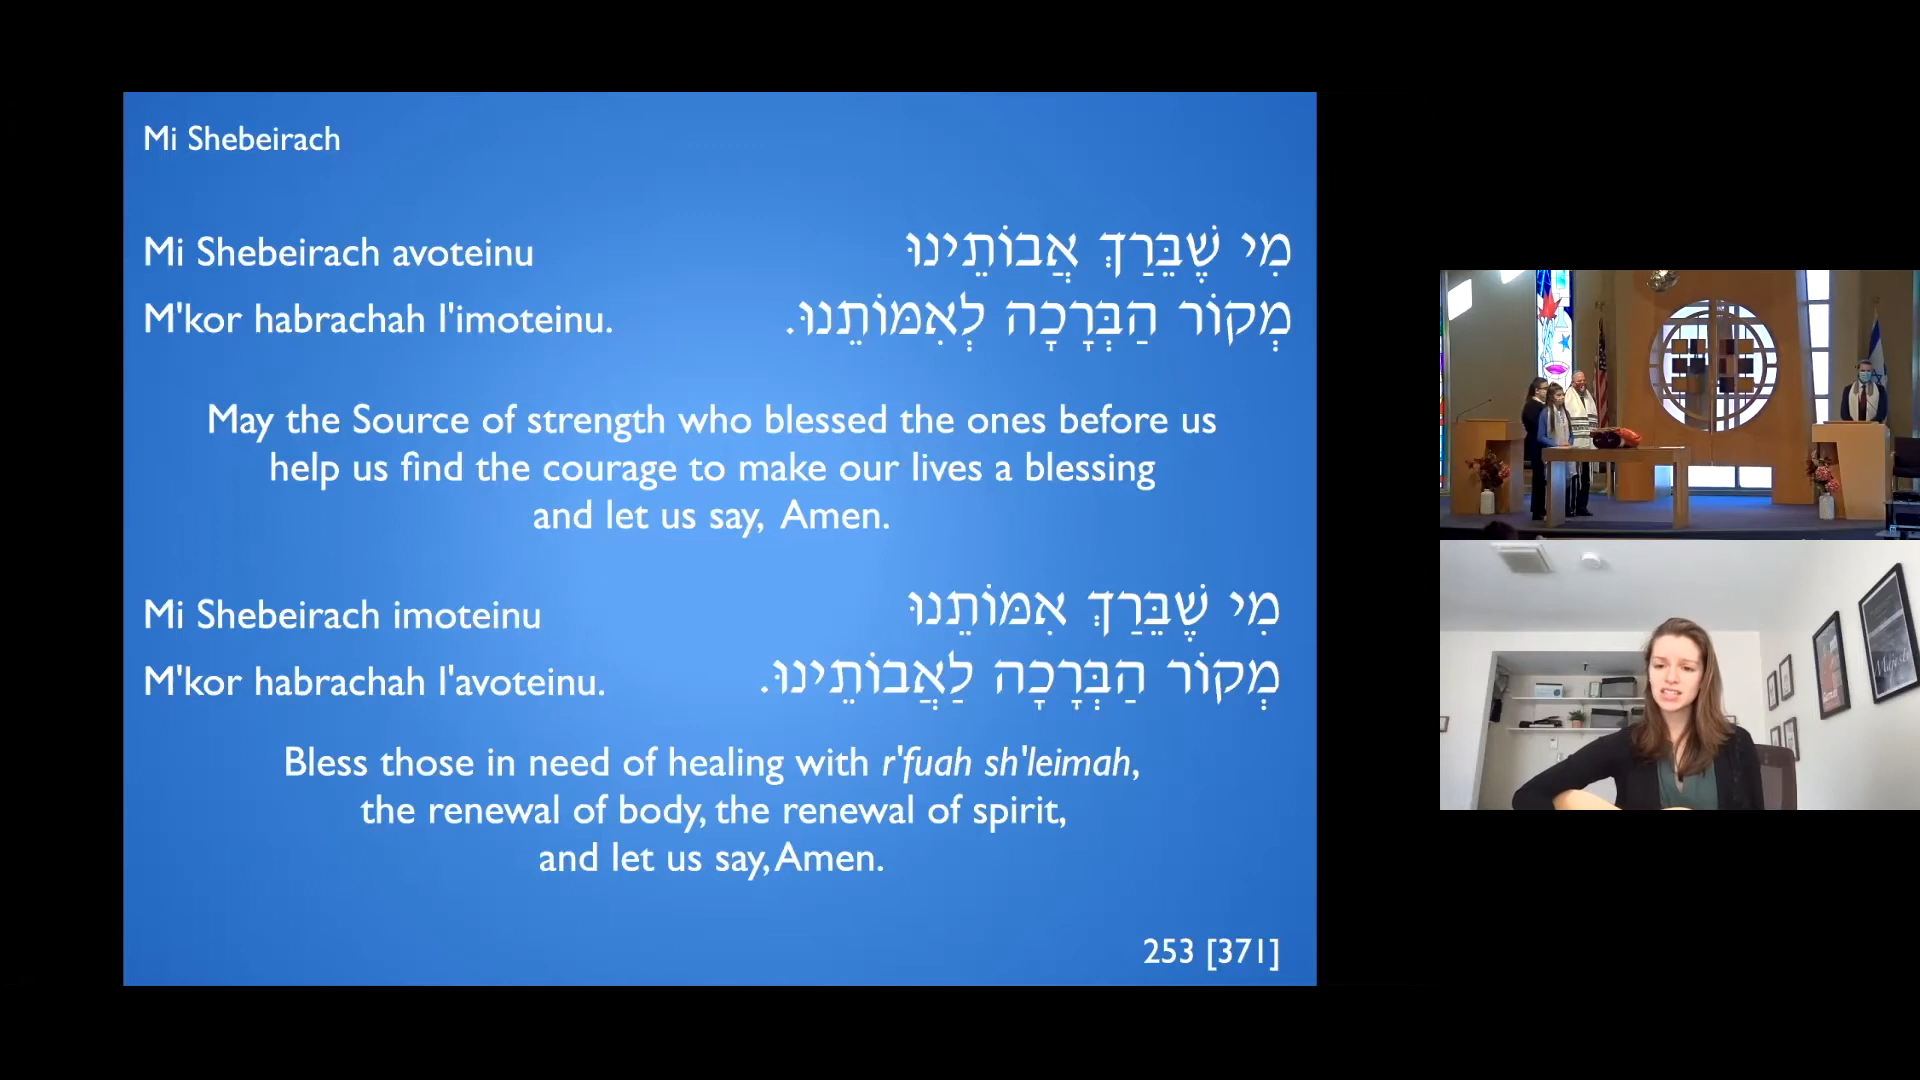 Mi Shebeirach
Mi Shebeirach avoteinu
מִי שֶׁבֵּרַךְ אֲבוֹתֵינוּ
M'kor habrachah l'imoteinu.
מְקוֹר הַבְּרָכָה לְאִמּוֹתֵנוּ.
May the Source of strength who blessed the ones before us
help us find the courage to make our lives a blessing
and let us say, Amen.
Mi Shebeirach imoteinu
מִי שֶׁבֵּרַךְ אִמּוֹתֵנוּ
M'kor habrachah l'avoteinu.
מְקוֹר הַבְּרָכָה לַאֲבוֹתֵינוּ.
Bless those in need of healing with r'fuah sh'leimah,
the renewal of body, the renewal of spirit,
and let us say, Amen.
253 [371]